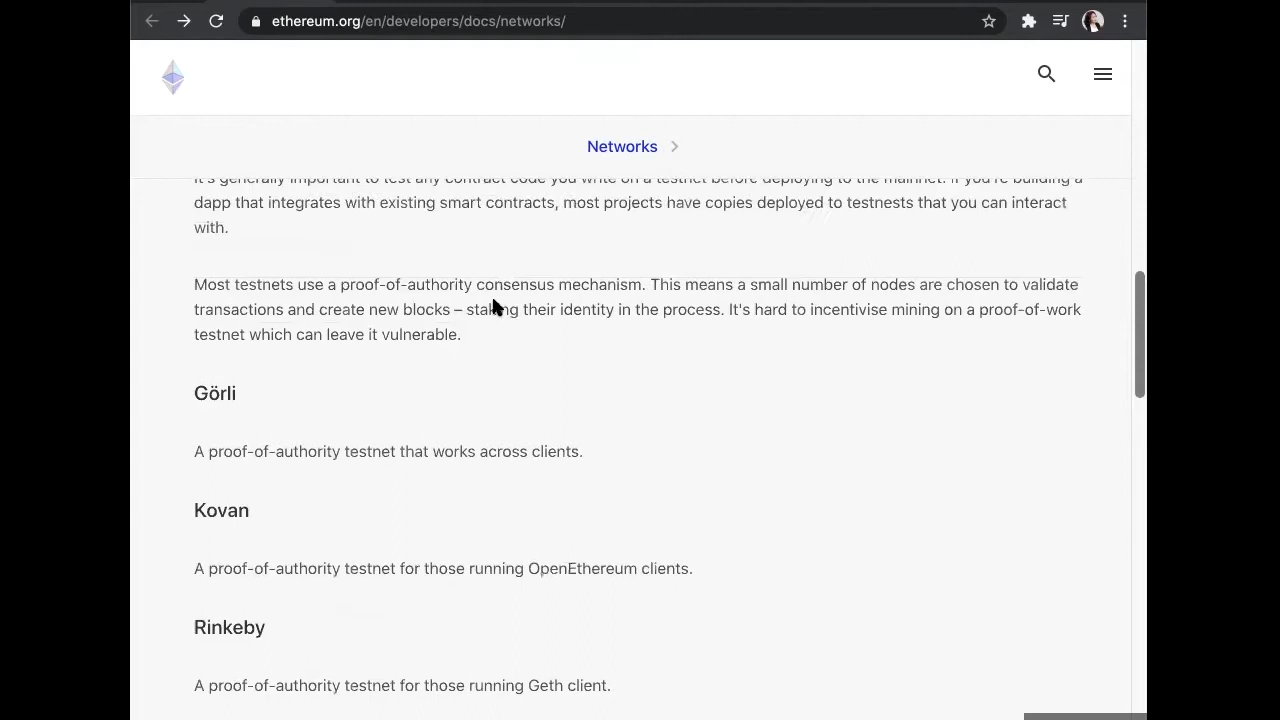 ethereum.org/en/developers/docs/networks/
Networks
It's generally important to test any contract code you write on a testnet before deploying to the mainnet. If you're building a
dapp that integrates with existing smart contracts, most projects have copies deployed to testnests that you can interact
with.
Most testnets use a proof-of-authority consensus mechanism. This means a small number of nodes are chosen to validate
transactions and create new blocks – staking their identity in the process. It's hard to incentivise mining on a proof-of-work
testnet which can leave it vulnerable.
Görli
A proof-of-authority testnet that works across clients.
Kovan
A proof-of-authority testnet for those running OpenEthereum clients.
Rinkeby
A proof-of-authority testnet for those running Geth client.